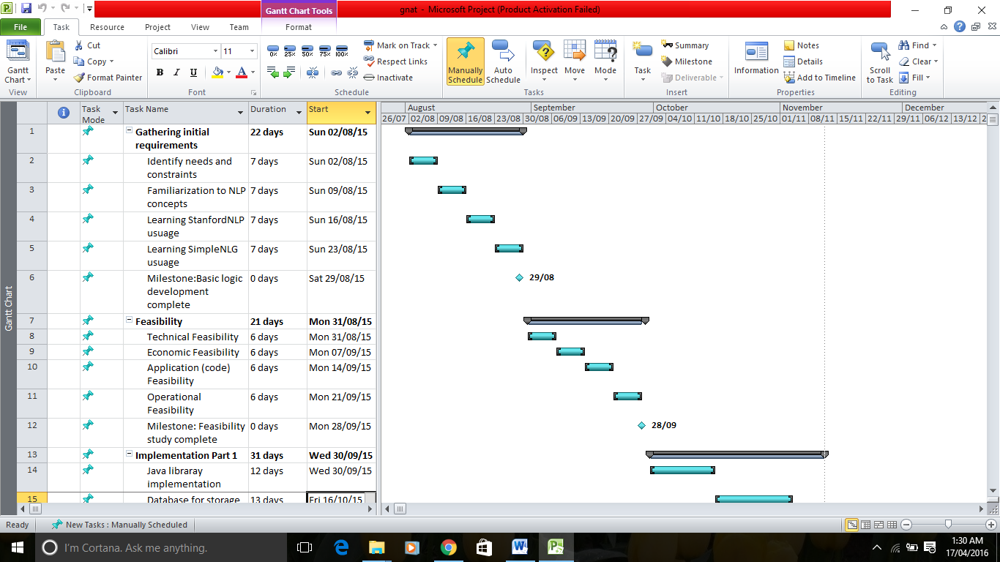 gnat - Microsoft Project (Product Activation Failed)
Gantt Chart Tools
File Task Resource Project View Team Format
Gantt Chart
View
Paste
Cut
Copy
Format Painter
Clipboard
Calibri 11
B I U A
Font
0% 25% 50% 75% 100%
Mark on Track
Respect Links
Inactivate
Schedule
Manually Schedule
Auto Schedule
Inspect
Move
Mode
Tasks
Task
Summary
Milestone
Deliverable
Insert
Information
Notes
Details
Add to Timeline
Properties
Scroll to Task
Find
Clear
Fill
Editing
Task Mode Task Name Duration Start
August September October November December
26/07 02/08 09/08 16/08 23/08 30/08 06/09 13/09 20/09 27/09 04/10 11/10 18/10 25/10 01/11 08/11 15/11 22/11 29/11 06/12 13/12 2
Gantt Chart
1 Gathering initial requirements 22 days Sun 02/08/15
2 Identify needs and constraints 7 days Sun 02/08/15
3 Familiarization to NLP concepts 7 days Sun 09/08/15
4 Learning StanfordNLP usuage 7 days Sun 16/08/15
5 Learning SimpleNLG usuage 7 days Sun 23/08/15
6 Milestone:Basic logic development complete 0 days Sat 29/08/15
29/08
7 Feasibility 21 days Mon 31/08/15
8 Technical Feasibility 6 days Mon 31/08/15
9 Economic Feasibility 6 days Mon 07/09/15
10 Application (code) Feasibility 6 days Mon 14/09/15
11 Operational Feasibility 6 days Mon 21/09/15
12 Milestone: Feasibility study complete 0 days Mon 28/09/15
28/09
13 Implementation Part 1 31 days Wed 30/09/15
14 Java libraray implementation 12 days Wed 30/09/15
15 Database for storage 13 days Fri 16/10/15
Ready New Tasks : Manually Scheduled
I'm Cortana. Ask me anything.
1:30 AM
17/04/2016